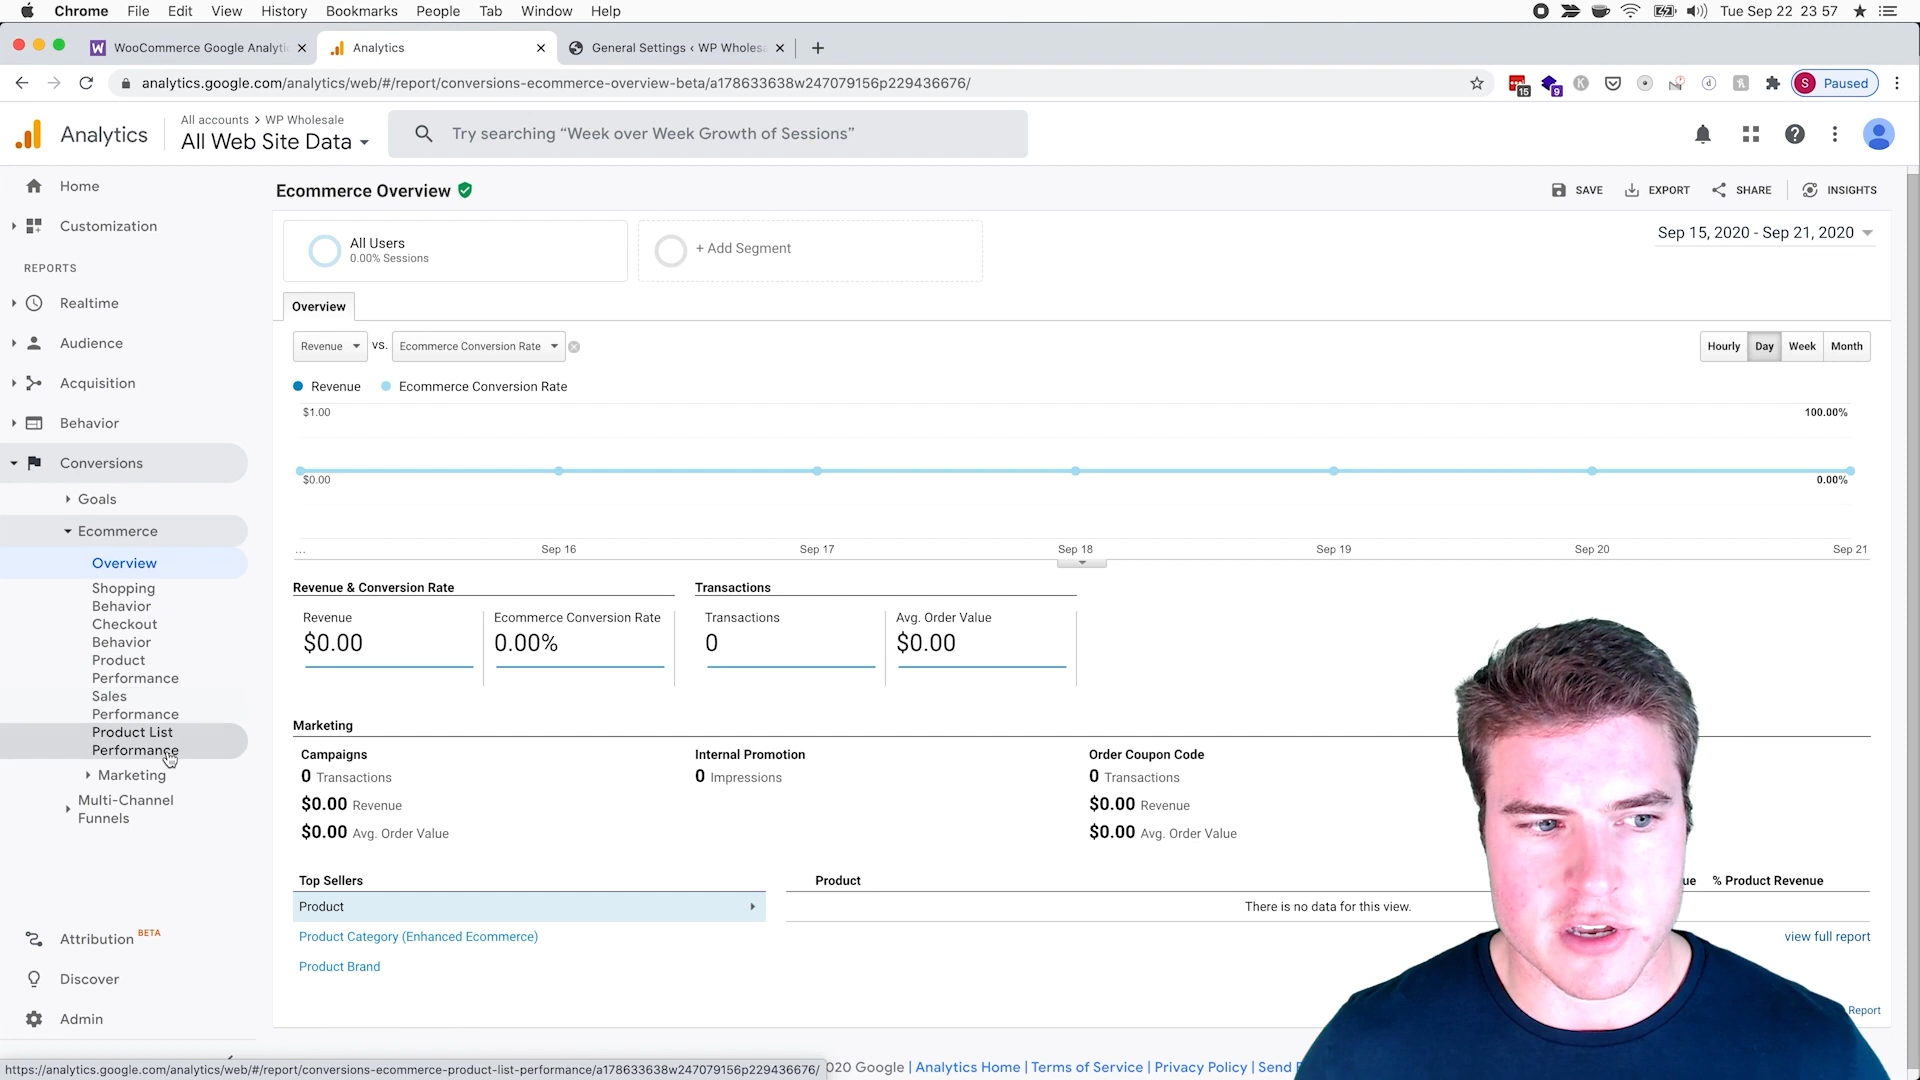 Chrome File Edit View History Bookmarks People Tab Window Help
Tue Sep 22 23 57
WooCommerce Google Analyti
Analytics
General Settings ‹ WP Wholesa
analytics.google.com/analytics/web/#/report/conversions-ecommerce-overview-beta/a178633638w247079156p229436676/
15
9
S Paused
Analytics
All accounts > WP Wholesale
All Web Site Data
Try searching “Week over Week Growth of Sessions”
Home
Customization
REPORTS
Realtime
Audience
Acquisition
Behavior
Conversions
Goals
Ecommerce
Overview
Shopping
Behavior
Checkout
Behavior
Product
Performance
Sales
Performance
Product List
Performance
Marketing
Multi-Channel
Funnels
Attribution BETA
Discover
Admin
Ecommerce Overview
SAVE EXPORT SHARE INSIGHTS
All Users
0.00% Sessions
+ Add Segment
Sep 15, 2020 - Sep 21, 2020
Overview
Revenue vs. Ecommerce Conversion Rate
Hourly Day Week Month
Revenue Ecommerce Conversion Rate
$1.00 100.00%
$0.00 0.00%
... Sep 16 Sep 17 Sep 18 Sep 19 Sep 20 Sep 21
Revenue & Conversion Rate
Revenue
$0.00
Ecommerce Conversion Rate
0.00%
Transactions
Transactions
0
Avg. Order Value
$0.00
Marketing
Campaigns
0 Transactions
$0.00 Revenue
$0.00 Avg. Order Value
Internal Promotion
0 Impressions
Order Coupon Code
0 Transactions
$0.00 Revenue
$0.00 Avg. Order Value
Top Sellers
Product
Product Category (Enhanced Ecommerce)
Product Brand
Product ue % Product Revenue
There is no data for this view.
view full report
Report
https://analytics.google.com/analytics/web/#/report/conversions-ecommerce-product-list-performance/a178633638w247079156p229436676/
020 Google | Analytics Home | Terms of Service | Privacy Policy | Send